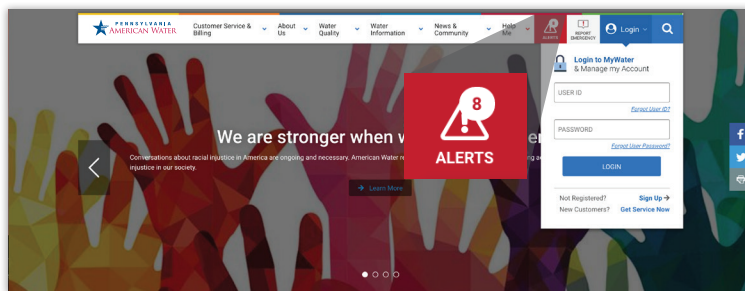 PENNSYLVANIA
AMERICAN WATER
Customer Service &
Billing
About
Us
Water
Quality
Water
Information
News &
Community
Help
Me
8
ALERTS
REPORT
EMERGENCY
Login
Login to MyWater
& Manage my Account
USER ID
Forgot User ID?
PASSWORD
Forgot User Password?
LOGIN
Not Registered? Sign Up →
New Customers? Get Service Now
8
ALERTS
We are stronger when
Conversations about racial injustice in America are ongoing and necessary. American Water
injustice in our society.
→ Learn More